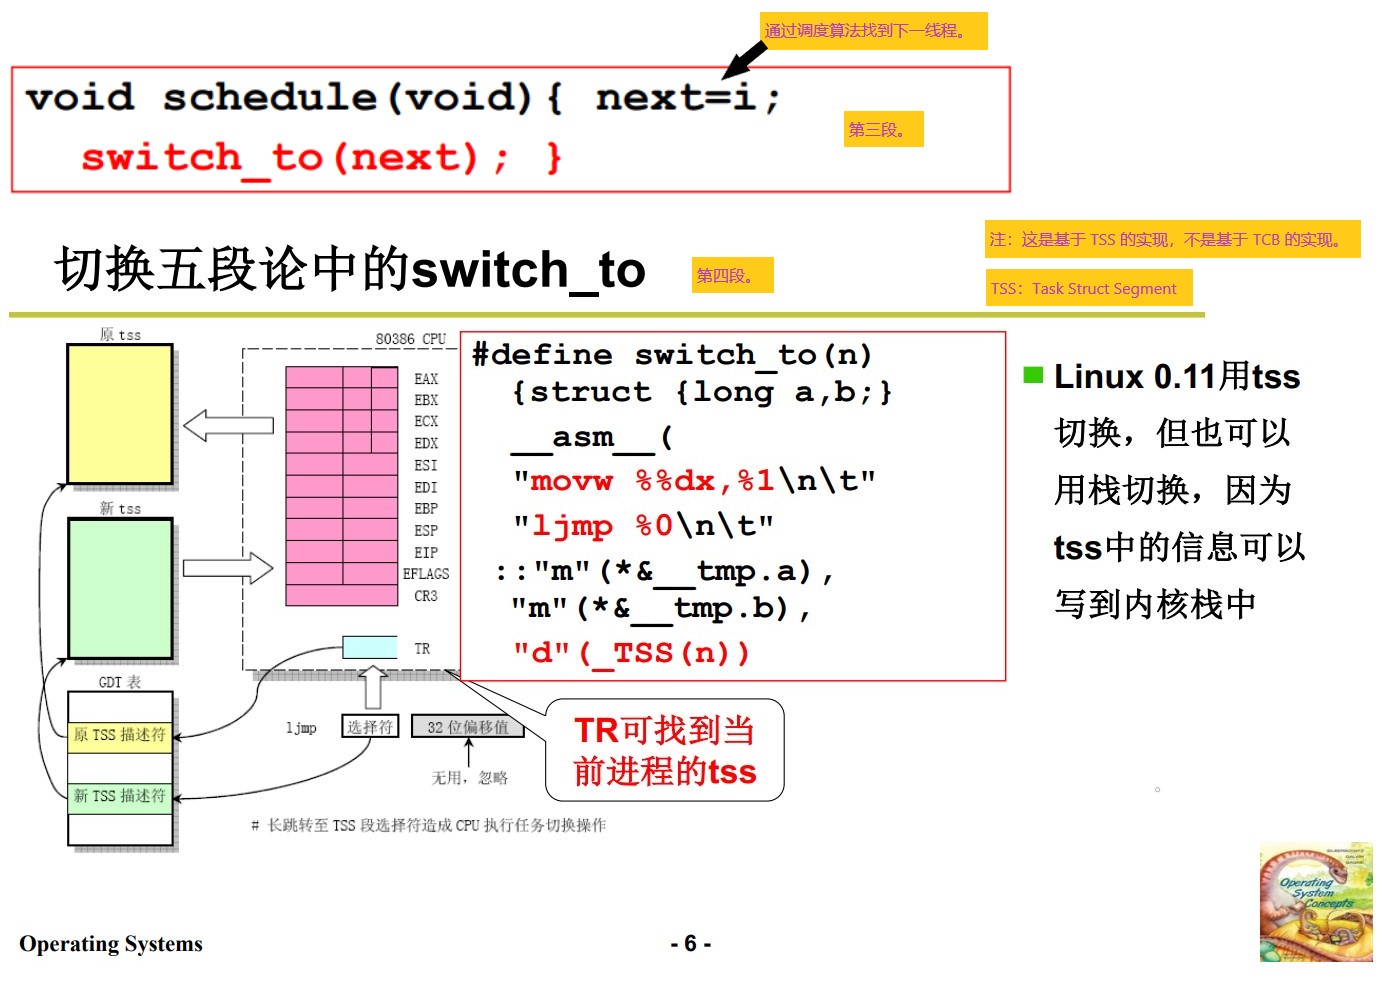 通过调度算法找到下一线程。
void schedule(void){ next=i;
switch_to(next); }
第三段。
注：这是基于 TSS 的实现，不是基于 TCB 的实现。
切换五段论中的switch_to
第四段。
TSS：Task Struct Segment
原 tss
80386 CPU
EAX
EBX
ECX
EDX
ESI
EDI
EBP
ESP
EIP
EFLAGS
CR3
TR
新 tss
GDT 表
原 TSS 描述符
新 TSS 描述符
ljmp
选择符
32 位偏移值
无用，忽略
# 长跳转至 TSS 段选择符造成 CPU 执行任务切换操作
#define switch_to(n)
{struct {long a,b;}
__asm__(
"movw %%dx,%1\n\t"
"ljmp %0\n\t"
::"m"(*&__tmp.a),
"m"(*&__tmp.b),
"d"(_TSS(n))
TR可找到当
前进程的tss
Linux 0.11用tss
切换，但也可以
用栈切换，因为
tss中的信息可以
写到内核栈中
Operating
System
Concepts
Operating Systems
- 6 -